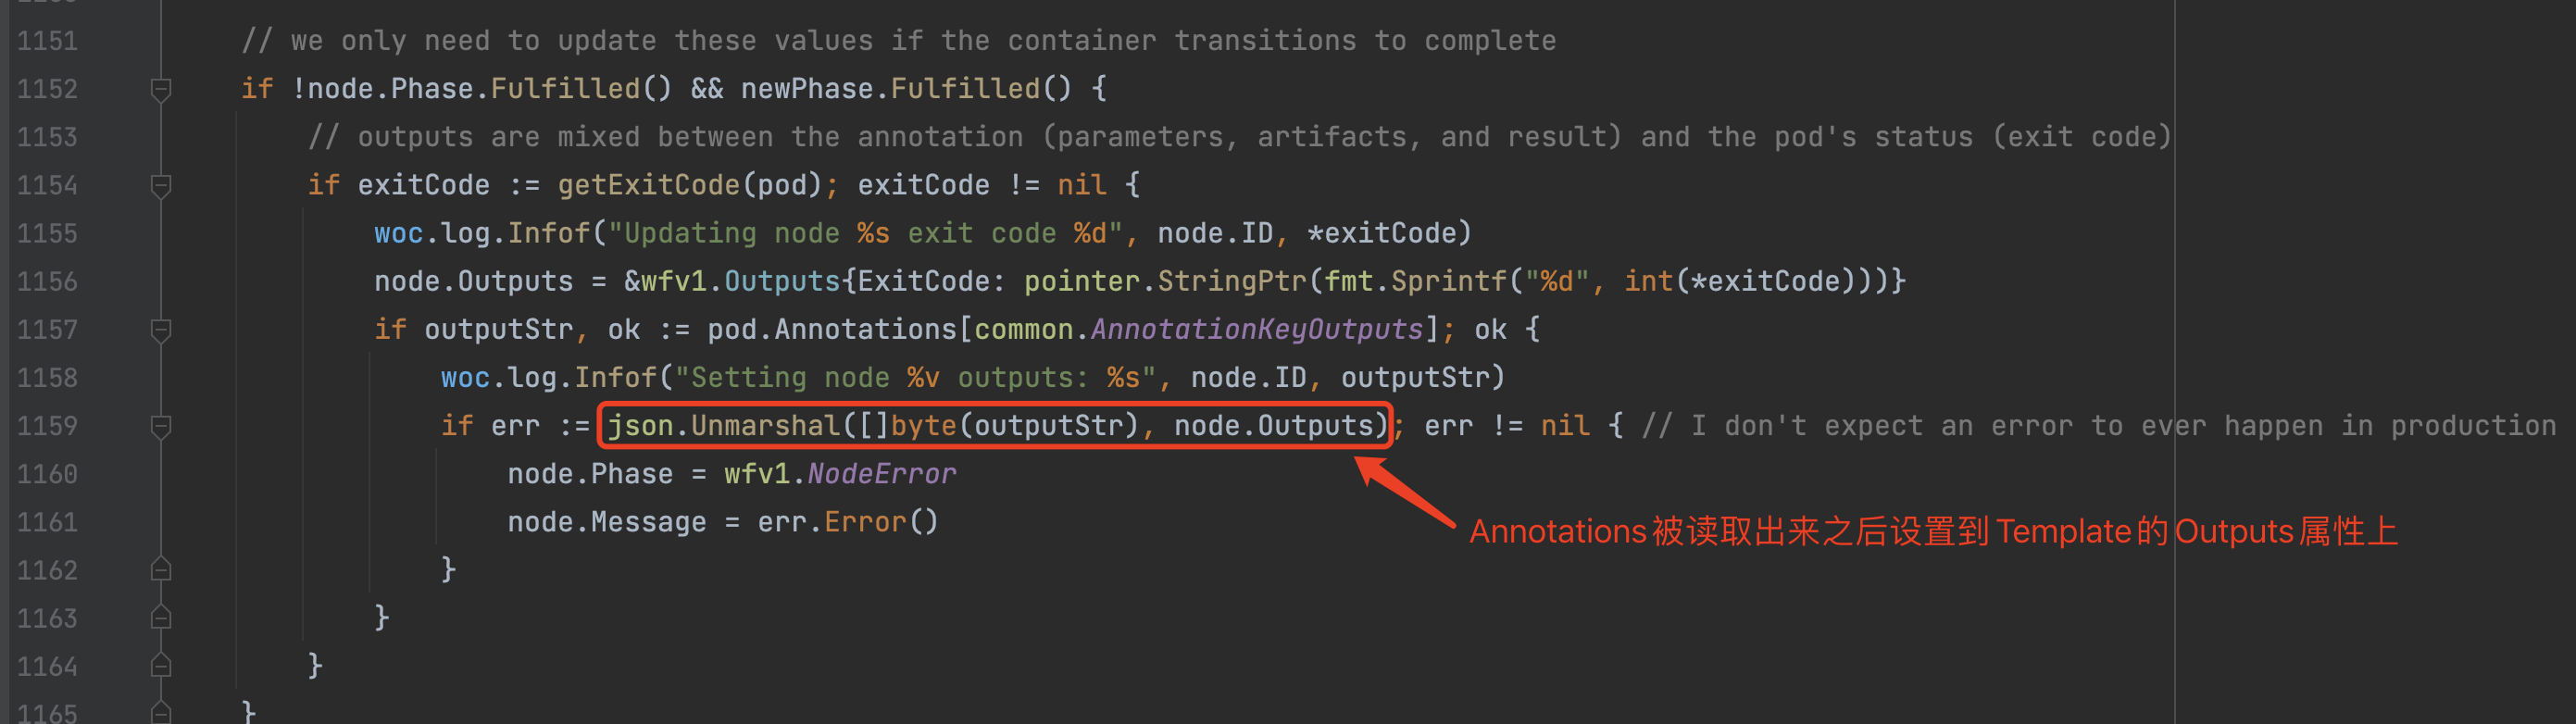 1151 // we only need to update these values if the container transitions to complete
1152 if !node.Phase.Fulfilled() && newPhase.Fulfilled() {
1153 // outputs are mixed between the annotation (parameters, artifacts, and result) and the pod's status (exit code)
1154 if exitCode := getExitCode(pod); exitCode != nil {
1155 woc.log.Infof("Updating node %s exit code %d", node.ID, *exitCode)
1156 node.Outputs = &wfv1.Outputs{ExitCode: pointer.StringPtr(fmt.Sprintf("%d", int(*exitCode)))}
1157 if outputStr, ok := pod.Annotations[common.AnnotationKeyOutputs]; ok {
1158 woc.log.Infof("Setting node %v outputs: %s", node.ID, outputStr)
1159 if err := json.Unmarshal([]byte(outputStr), node.Outputs); err != nil { // I don't expect an error to ever happen in production
1160 node.Phase = wfv1.NodeError
1161 node.Message = err.Error()
Annotations被读取出来之后设置到Template的Outputs属性上
1162 }
1163 }
1164 }
1165 }